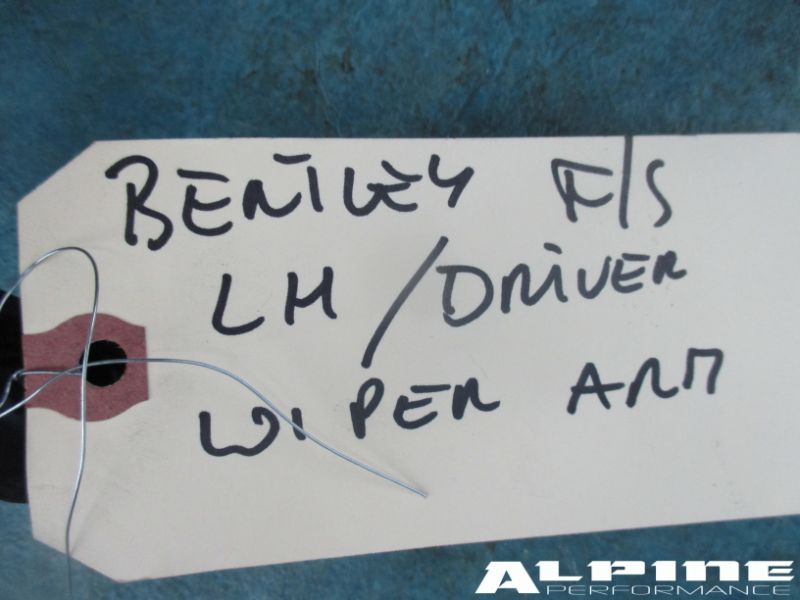 BENTLEY F/S
LH / DRIVER
WIPER ARM
ALPINE
PERFORMANCE